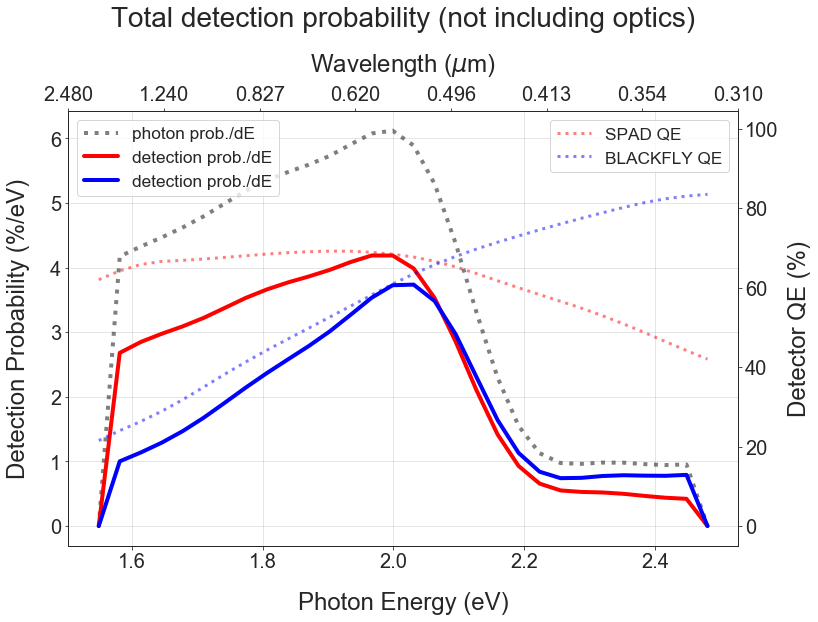 Total detection probability (not including optics)
Wavelength (μm)
2.480 1.240 0.827 0.620 0.496 0.413 0.354 0.310
photon prob./dE
detection prob./dE
detection prob./dE
SPAD QE
BLACKFLY QE
Detection Probability (%/eV)
6
5
4
3
2
1
0
100
80
60
40
20
0
Detector QE (%)
1.6 1.8 2.0 2.2 2.4
Photon Energy (eV)